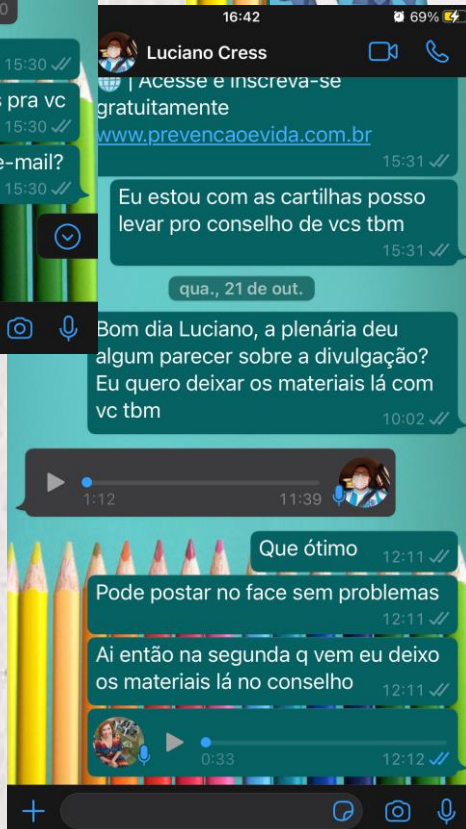 0
15:30
s pra vc
15:30
e-mail?
15:30
16:42
69%
Luciano Cress
| Acesse e inscreva-se
gratuitamente
www.prevencaoevida.com.br
15:31
Eu estou com as cartilhas posso
levar pro conselho de vcs tbm
15:31
qua., 21 de out.
Bom dia Luciano, a plenária deu
algum parecer sobre a divulgação?
Eu quero deixar os materiais lá com
vc tbm
10:02
1:12 11:39
Que ótimo 12:11
Pode postar no face sem problemas
12:11
Ai então na segunda q vem eu deixo
os materiais lá no conselho 12:11
0:33 12:12